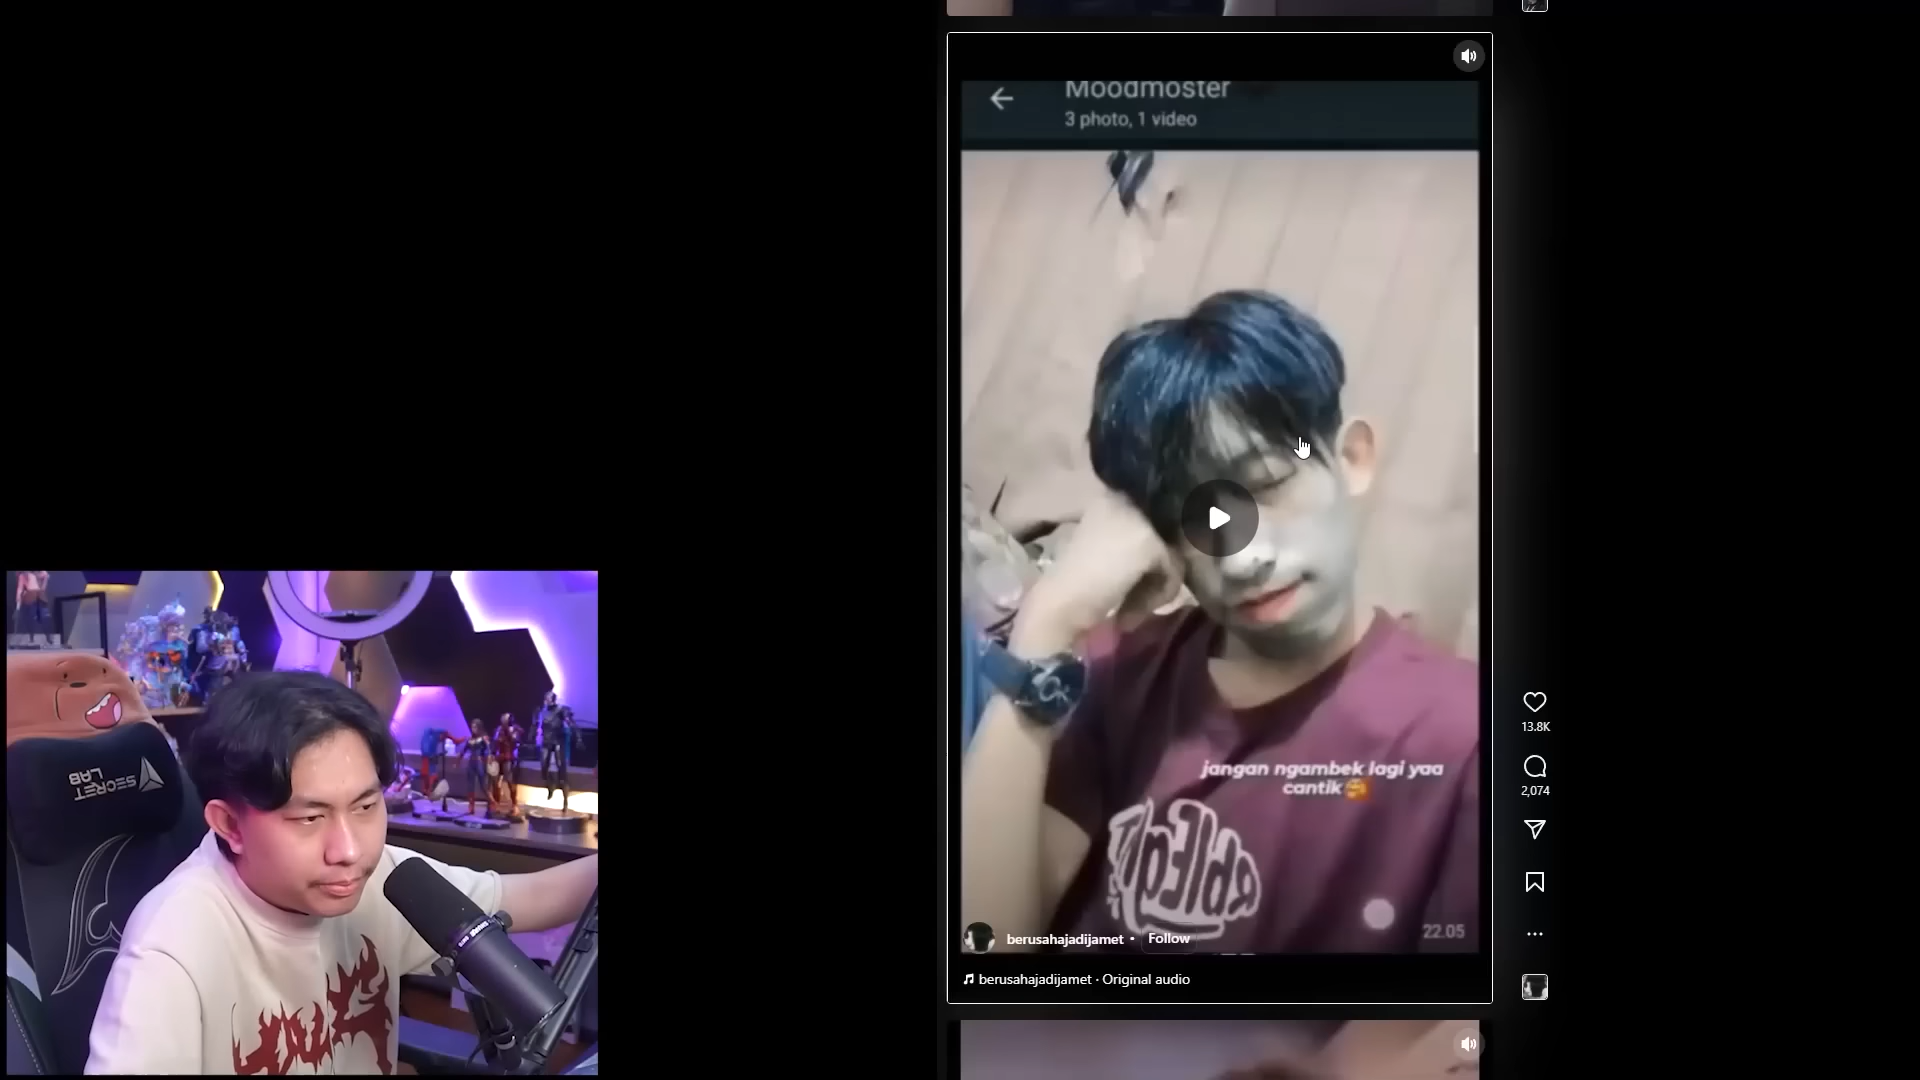 Moodmoster
3 photo, 1 video
jangan ngambek lagi yaa
cantik🥰
22.05
berusahajadijamet • Follow
berusahajadijamet · Original audio
13.8K
2,074
SECRET
LAB